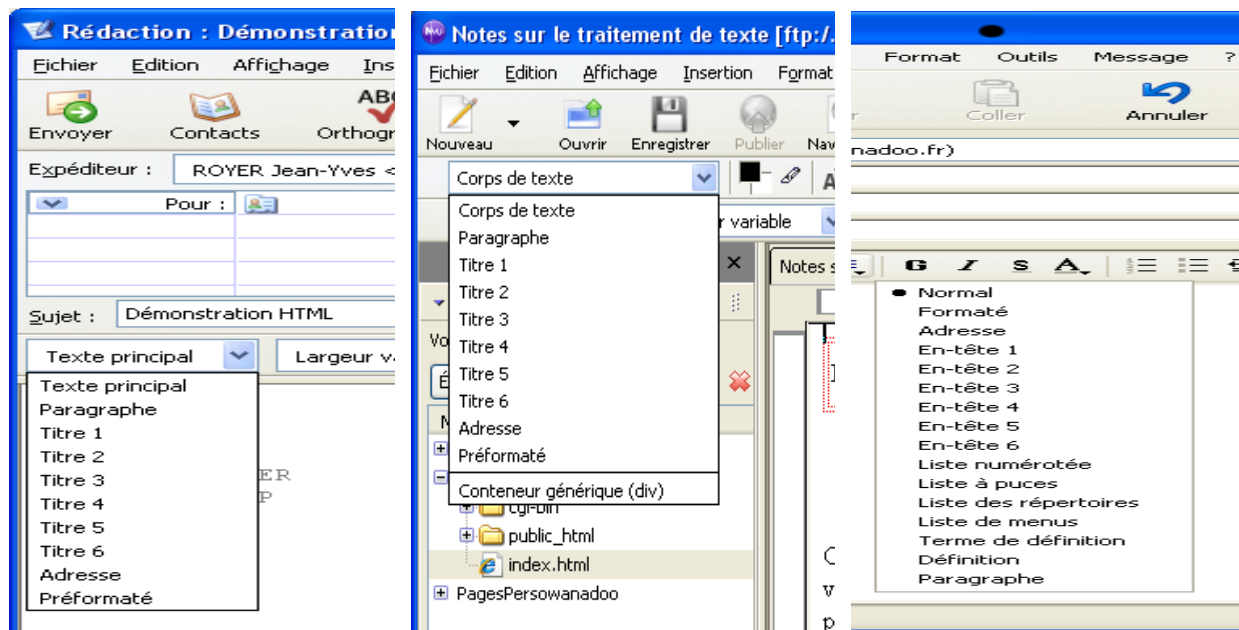 Rédaction : Démonstration
Fichier Edition Affichage Ins
Envoyer Contacts Orthogr
ABC
Expéditeur : ROYER Jean-Yves <
Pour :
Sujet : Démonstration HTML
Texte principal Largeur va
Texte principal
Paragraphe
Titre 1
Titre 2
Titre 3
Titre 4
Titre 5
Titre 6
Adresse
Préformaté
ER
P
Nvu Notes sur le traitement de texte [ftp:/.
Fichier Edition Affichage Insertion Format
Nouveau Ouvrir Enregistrer Publier Nav
Corps de texte A
Corps de texte
r variable
Paragraphe
Titre 1
Notes s
Titre 2
Titre 3
Vo
Titre 4
Titre 5
É
Titre 6
Adresse
Préformaté
Conteneur générique (div)
cgi-bin
public_html
index.html
PagesPersowanadoo
Format Outils Message ?
Coller Annuler
nadoo.fr)
G I S A
Normal
Formaté
Adresse
En-tête 1
En-tête 2
En-tête 3
En-tête 4
En-tête 5
En-tête 6
Liste numérotée
Liste à puces
Liste des répertoires
Liste de menus
Terme de définition
Définition
Paragraphe